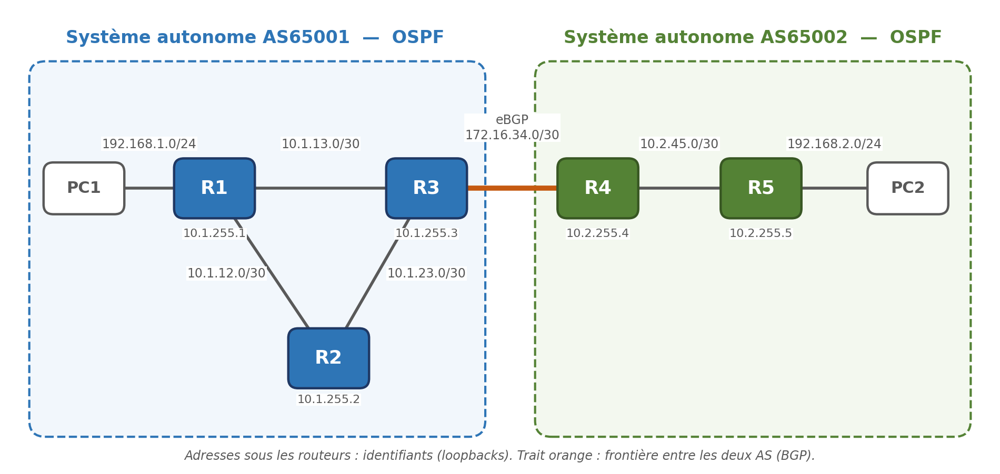 Système autonome AS65001 — OSPF
Système autonome AS65002 — OSPF
eBGP
172.16.34.0/30
192.168.1.0/24
10.1.13.0/30
10.2.45.0/30
192.168.2.0/24
PC1
R1
R3
R4
R5
PC2
10.1.255.1
10.1.255.3
10.2.255.4
10.2.255.5
10.1.12.0/30
10.1.23.0/30
R2
10.1.255.2
Adresses sous les routeurs : identifiants (loopbacks). Trait orange : frontière entre les deux AS (BGP).